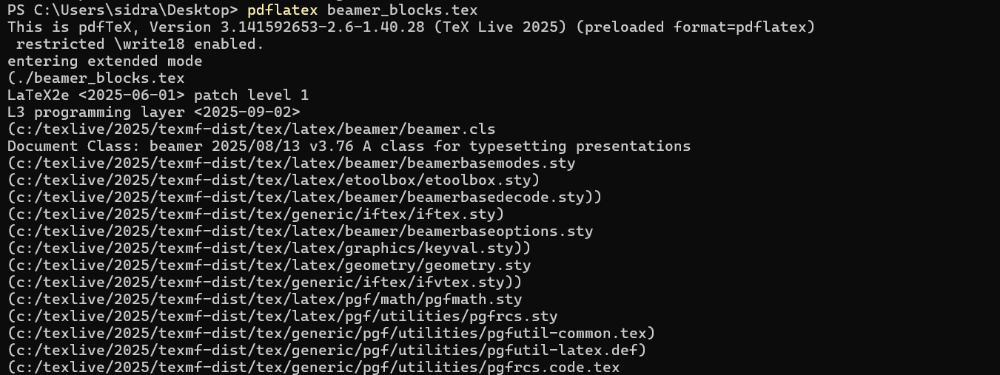 PS C:\Users\sidra\Desktop> pdflatex beamer_blocks.tex
This is pdfTeX, Version 3.141592653-2.6-1.40.28 (TeX Live 2025) (preloaded format=pdflatex)
 restricted \write18 enabled.
entering extended mode
(./beamer_blocks.tex
LaTeX2e <2025-06-01> patch level 1
L3 programming layer <2025-09-02>
(c:/texlive/2025/texmf-dist/tex/latex/beamer/beamer.cls
Document Class: beamer 2025/08/13 v3.76 A class for typesetting presentations
(c:/texlive/2025/texmf-dist/tex/latex/beamer/beamerbasemodes.sty
(c:/texlive/2025/texmf-dist/tex/latex/etoolbox/etoolbox.sty)
(c:/texlive/2025/texmf-dist/tex/latex/beamer/beamerbasedecode.sty))
(c:/texlive/2025/texmf-dist/tex/generic/iftex/iftex.sty)
(c:/texlive/2025/texmf-dist/tex/latex/beamer/beamerbaseoptions.sty
(c:/texlive/2025/texmf-dist/tex/latex/graphics/keyval.sty))
(c:/texlive/2025/texmf-dist/tex/latex/geometry/geometry.sty
(c:/texlive/2025/texmf-dist/tex/generic/iftex/ifvtex.sty))
(c:/texlive/2025/texmf-dist/tex/latex/pgf/math/pgfmath.sty
(c:/texlive/2025/texmf-dist/tex/latex/pgf/utilities/pgfrcs.sty
(c:/texlive/2025/texmf-dist/tex/generic/pgf/utilities/pgfutil-common.tex)
(c:/texlive/2025/texmf-dist/tex/generic/pgf/utilities/pgfutil-latex.def)
(c:/texlive/2025/texmf-dist/tex/generic/pgf/utilities/pgfrcs.code.tex